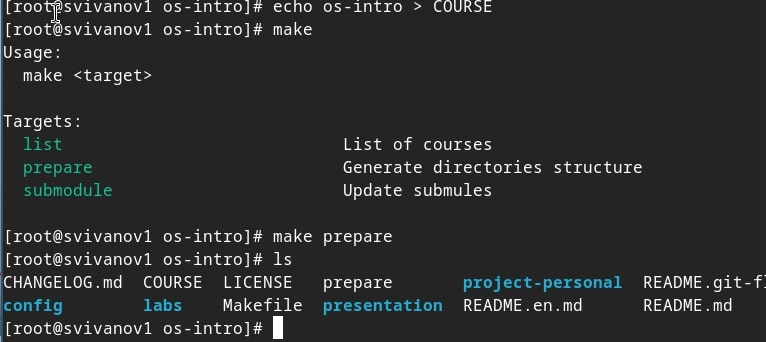 [root@svivanov1 os-intro]# echo os-intro > COURSE
[root@svivanov1 os-intro]# make
Usage:
  make <target>
Targets:
  list                            List of courses
  prepare                         Generate directories structure
  submodule                       Update submules
[root@svivanov1 os-intro]# make prepare
[root@svivanov1 os-intro]# ls
CHANGELOG.md  COURSE  LICENSE   prepare       project-personal  README.git-fl
config        labs    Makefile  presentation  README.en.md      README.md
[root@svivanov1 os-intro]#